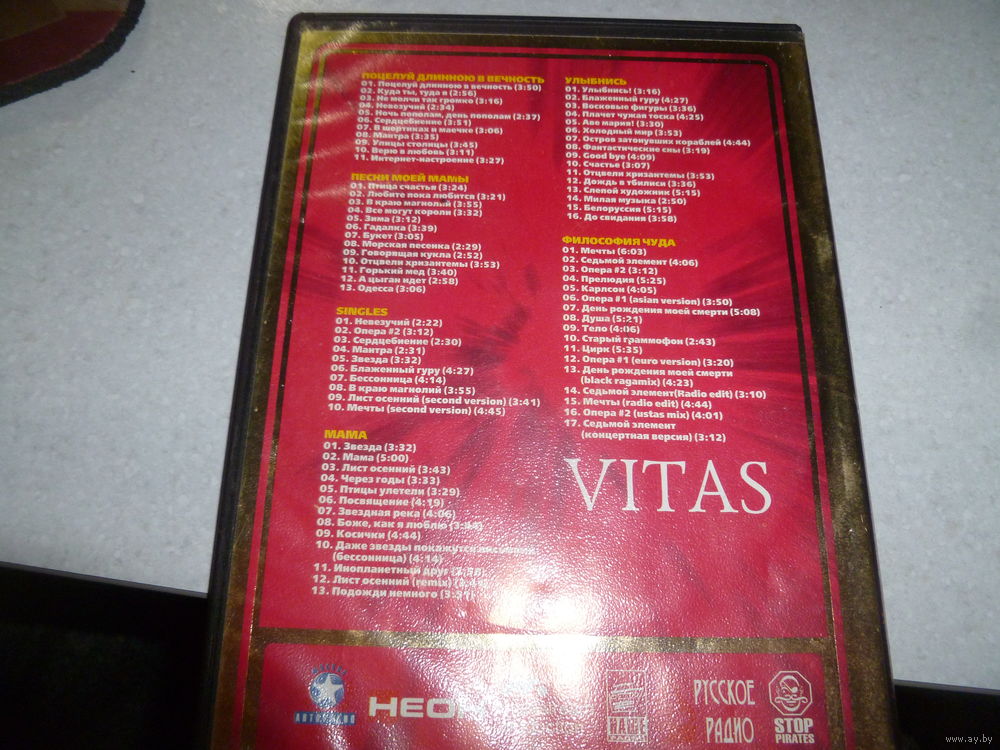 ПОЦЕЛУЙ ДЛИННОЮ В ВЕЧНОСТЬ
01. Поцелуй длинною в вечность (3:50)
02. Куда ты, туда я (2:56)
03. Не молчи так громко (3:16)
04. Невезучий (2:34)
05. Ночь пополам, день пополам (2:37)
06. Сердцебиение (3:51)
07. В шортиках и маечке (3:06)
08. Мантра (3:35)
09. Улицы столицы (3:45)
10. Верю в любовь (3:11)
11. Интернет-настроение (3:27)
ПЕСНИ МОЕЙ МАМЫ
01. Птица счастья (3:24)
02. Любите пока любится (3:21)
03. В краю магнолый (3:55)
04. Все могут короли (3:32)
05. Зима (3:12)
06. Гадалка (3:39)
07. Букет (3:05)
08. Морская песенка (2:29)
09. Говорящая кукла (2:52)
10. Отцвели хризантемы (3:53)
11. Горький мед (3:40)
12. А цыган идет (2:58)
13. Одесса (3:06)
SINGLES
01. Невезучий (2:22)
02. Опера #2 (3:12)
03. Сердцебиение (2:30)
04. Мантра (2:31)
05. Звезда (3:32)
06. Блаженный гуру (4:27)
07. Бессонница (4:14)
08. В краю магнолий (3:55)
09. Лист осенний (second version) (3:41)
10. Мечты (second version) (4:45)
МАМА
01. Звезда (3:32)
02. Мама (5:00)
03. Лист осенний (3:43)
04. Через годы (3:33)
05. Птицы улетели (3:29)
06. Посвящение (4:19)
07. Звездная река (4:06)
08. Боже, как я люблю
09. Косички (4:44)
10. Даже звезды покажутся
(бессонница) (4:14)
11. Инопланетный друг
12. Лист осенний (remix)
13. Подожди немного
УЛЫБНИСЬ
01. Улыбнись! (3:16)
02. Блаженный гуру (4:27)
03. Восковые фигуры (3:36)
04. Плачет чужая тоска (4:25)
05. Аве мария! (3:30)
06. Холодный мир (3:53)
07. Остров затонувших кораблей (4:44)
08. Фантастические сны (3:19)
09. Good bye (4:09)
10. Счастье (3:07)
11. Отцвели хризантемы (3:53)
12. Дождь в тбилиси (3:36)
13. Слепой художник (5:15)
14. Милая музыка (2:50)
15. Белоруссия (5:15)
16. До свидания (3:58)
ФИЛОСОФИЯ ЧУДА
01. Мечты (6:03)
02. Седьмой элемент (4:06)
03. Опера #2 (3:12)
04. Прелюдия (5:25)
05. Карлсон (4:05)
06. Опера #1 (asian version) (3:50)
07. День рождения моей смерти (5:08)
08. Душа (5:21)
09. Тело (4:06)
10. Старый граммофон (2:43)
11. Цирк (5:35)
12. Опера #1 (euro version) (3:20)
13. День рождения моей смерти
(black ragamix) (4:23)
14. Седьмой элемент(Radio edit) (3:10)
15. Мечты (radio edit) (4:44)
16. Опера #2 (ustas mix) (4:01)
17. Седьмой элемент
(концертная версия) (3:12)
VITAS
НАШЕ
РУССКОЕ
РАДИО
STOP
PIRATES
www.ay.by